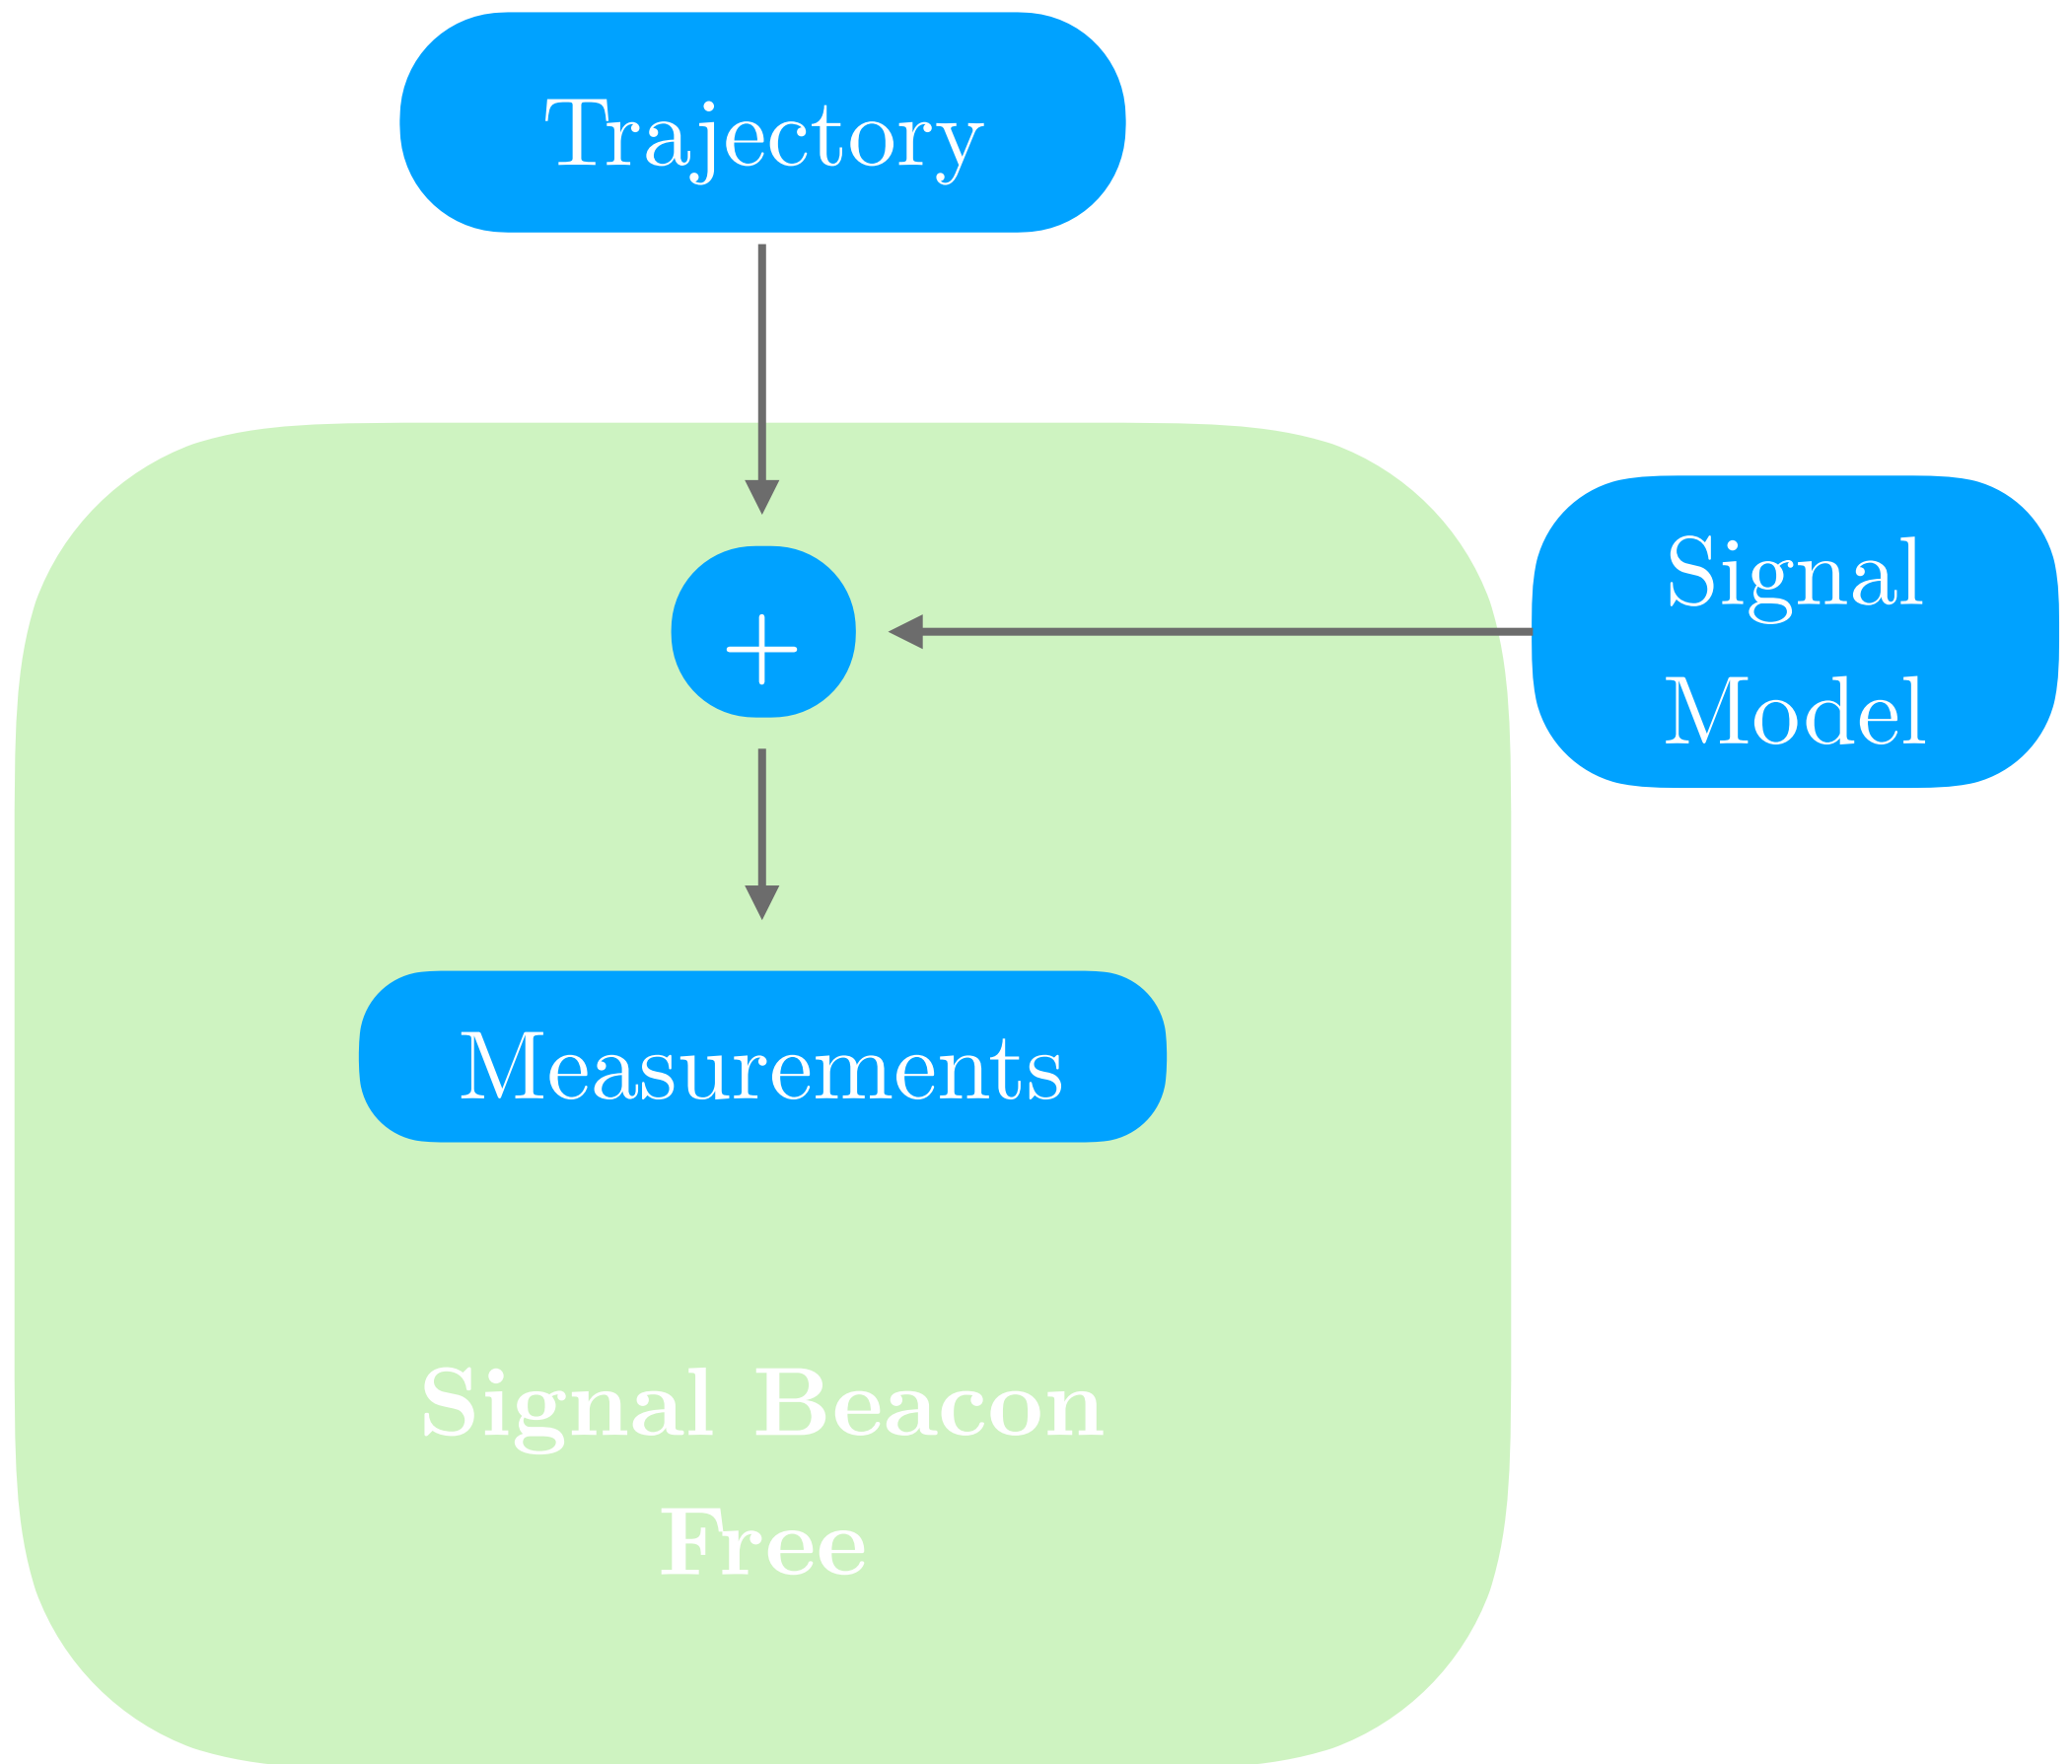 Trajectory
Signal
Model
+
Measurements
Signal Beacon
Free